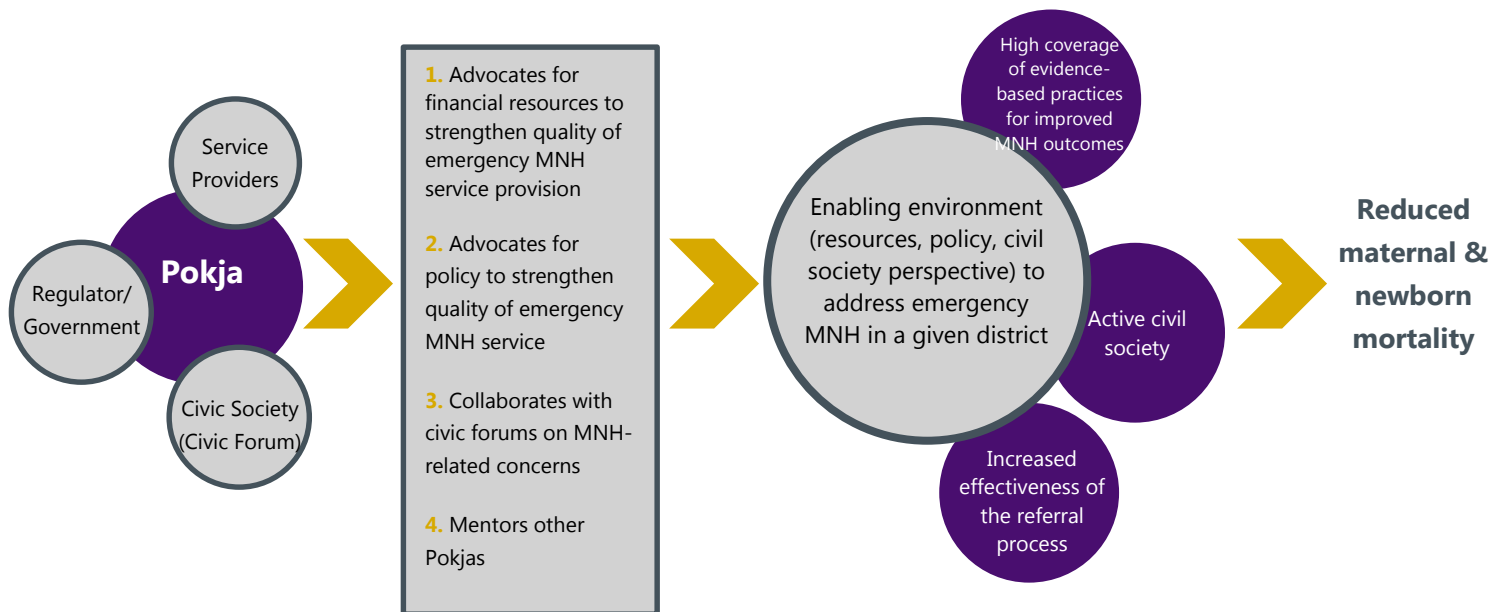 Service
Providers
Pokja
Regulator/
Government
Civic Society
(Civic Forum)
1. Advocates for
financial resources to
strengthen quality of
emergency MNH
service provision
2. Advocates for
policy to strengthen
quality of emergency
MNH service
3. Collaborates with
civic forums on MNH-
related concerns
4. Mentors other
Pokjas
Enabling environment
(resources, policy, civil
society perspective) to
address emergency
MNH in a given district
High coverage
of evidence-
based practices
for improved
MNH outcomes
Active civil
society
Increased
effectiveness of
the referral
process
Reduced
maternal &
newborn
mortality